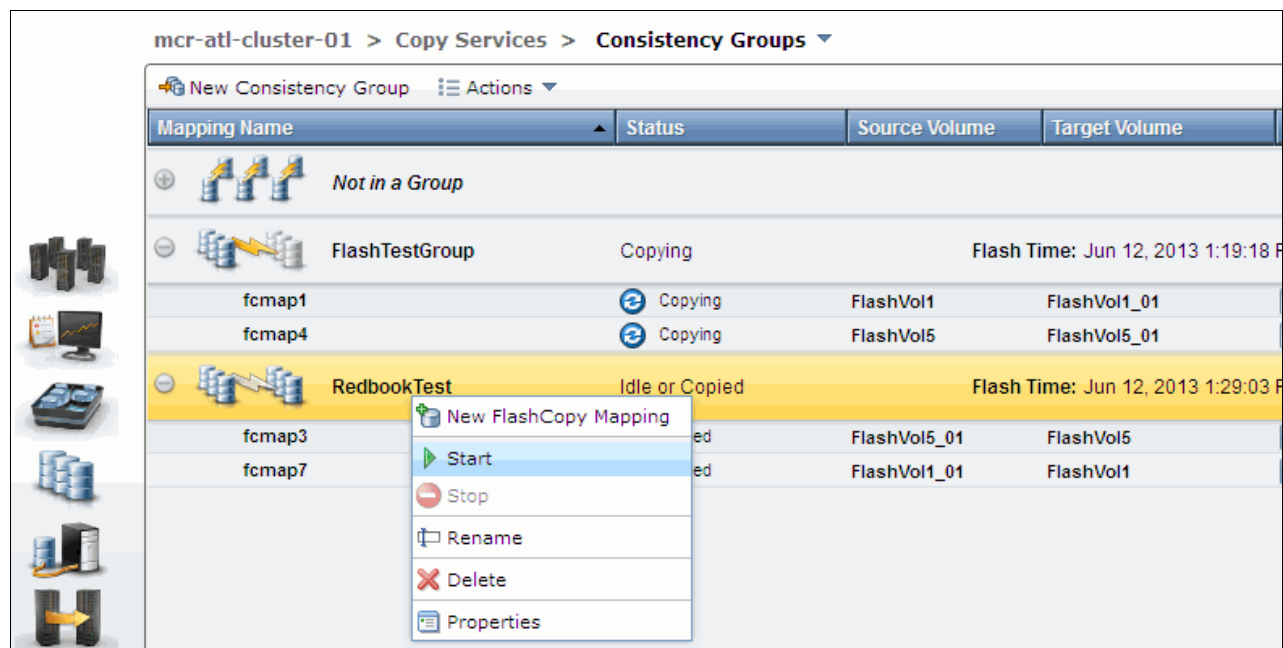 mcr-atl-cluster-01 > Copy Services > Consistency Groups
New Consistency Group Actions
Mapping Name Status Source Volume Target Volume
Not in a Group
FlashTestGroup Copying Flash Time: Jun 12, 2013 1:19:18
fcmap1 Copying FlashVol1 FlashVol1_01
fcmap4 Copying FlashVol5 FlashVol5_01
RedbookTest Idle or Copied Flash Time: Jun 12, 2013 1:29:03
New FlashCopy Mapping
fcmap3 ed FlashVol5_01 FlashVol5
Start
fcmap7 ed FlashVol1_01 FlashVol1
Stop
Rename
Delete
Properties